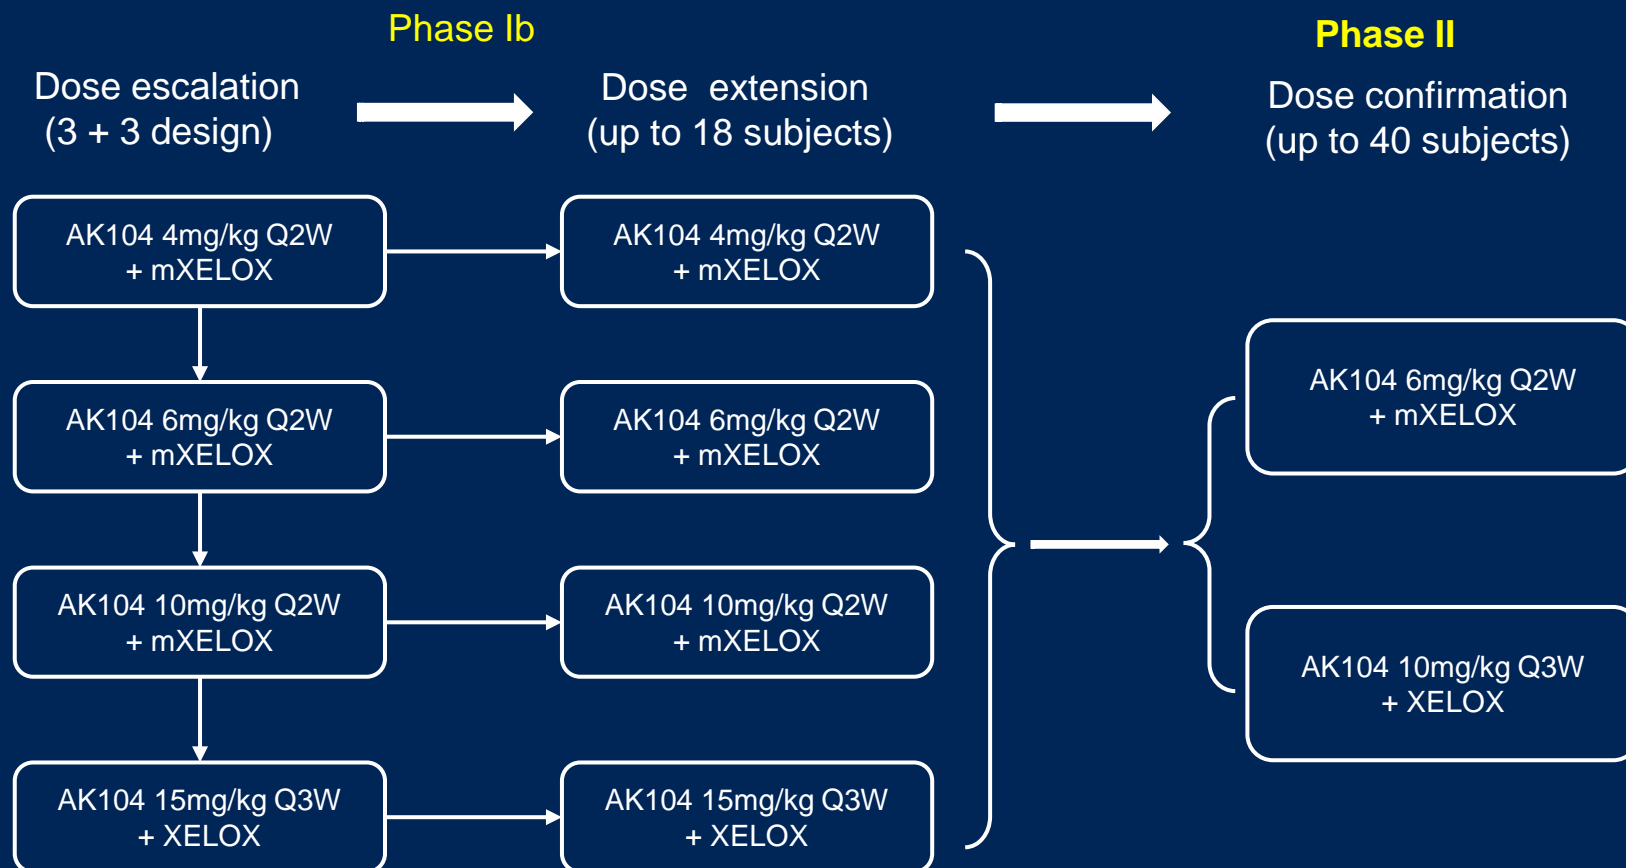 Phase Ib
Phase II
Dose escalation
(3 + 3 design)
Dose extension
(up to 18 subjects)
Dose confirmation
(up to 40 subjects)
AK104 4mg/kg Q2W
+ mXELOX
AK104 4mg/kg Q2W
+ mXELOX
AK104 6mg/kg Q2W
+ mXELOX
AK104 6mg/kg Q2W
+ mXELOX
AK104 10mg/kg Q2W
+ mXELOX
AK104 10mg/kg Q2W
+ mXELOX
AK104 15mg/kg Q3W
+ XELOX
AK104 15mg/kg Q3W
+ XELOX
AK104 6mg/kg Q2W
+ mXELOX
AK104 10mg/kg Q3W
+ XELOX